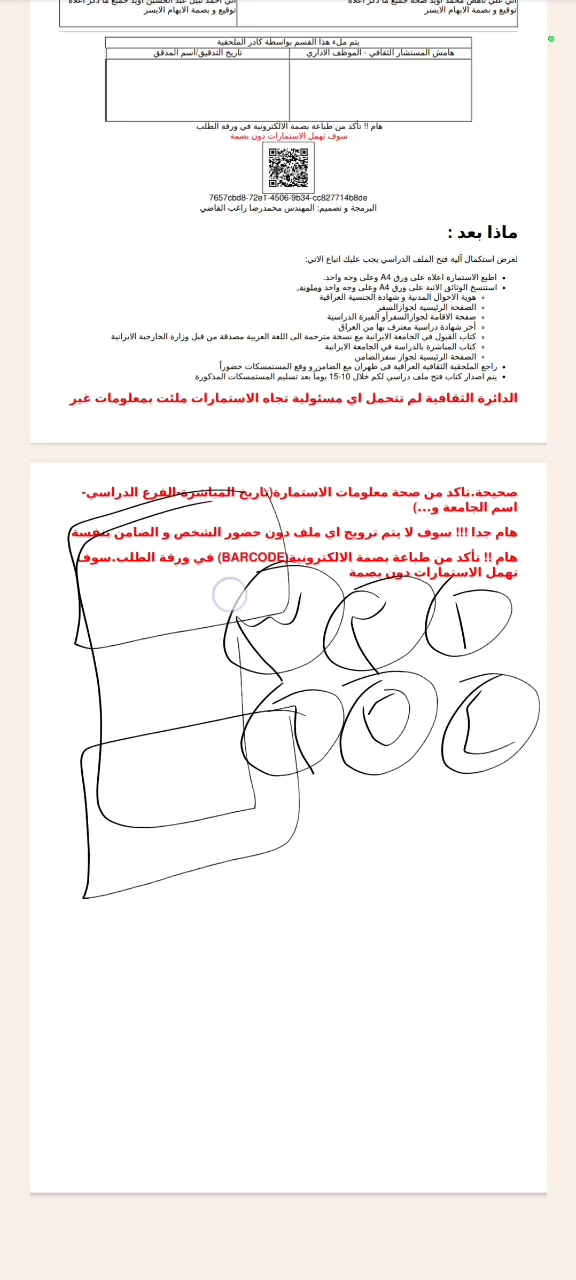 توقيع و بصمة الابهام الايسر
توقيع و بصمة الابهام الايسر
يتم ملء هذا القسم بواسطة كادر الملحقية
هامش المستشار الثقافي - الموظف الاداري
تاريخ التدقيق/اسم المدقق
هام !! تأكد من طباعة بصمة الالكترونية في ورقة الطلب
سوف تهمل الاستمارات دون بصمة
7657cbd8-72e1-4506-9b34-cc827714b8de
البرمجة و تصميم: المهندس محمدرضا راغب القاضي
ماذا بعد :
لغرض استكمال آلية فتح الملف الدراسي يجب عليك اتباع الاتي:
اطبع الاستماره اعلاه على ورق A4 وعلى وجه واحد.
استنسخ الوثائق الاتية على ورق A4 وعلى وجه واحد وملونة.
هوية الاحوال المدنية و شهادة الجنسية العراقية
الصفحة الرئيسية لجوازالسفر
صفحة الاقامة لجوازالسفرأو الفيزة الدراسية
أخر شهادة دراسية معترف بها من العراق
كتاب القبول في الجامعة الايرانية مع نسخة مترجمة الى اللغة العربية مصدقة من قبل وزارة الخارجية الايرانية
كتاب المباشرة بالدراسة في الجامعة الايرانية
الصفحة الرئيسية لجواز سفرالضامن
راجع الملحقية الثقافية العراقية في طهران مع الضامن و وقع المستمسكات حضوراً
يتم اصدار كتاب فتح ملف دراسي لكم خلال 10-15 يوماً بعد تسليم المستمسكات المذكورة
الدائرة الثقافية لم تتحمل اي مسئولية تجاه الاستمارات ملئت بمعلومات غير
صحيحة.تاكد من صحة معلومات الاستمارة(تاريخ المباشرة-الفرع الدراسي-
اسم الجامعة و...)
هام جدا !!! سوف لا يتم ترويج اي ملف دون حضور الشخص و الضامن بنفسة
هام !! تأكد من طباعة بصمة الالكترونية(BARCODE) في ورقة الطلب.سوف
تهمل الاستمارات دون بصمة